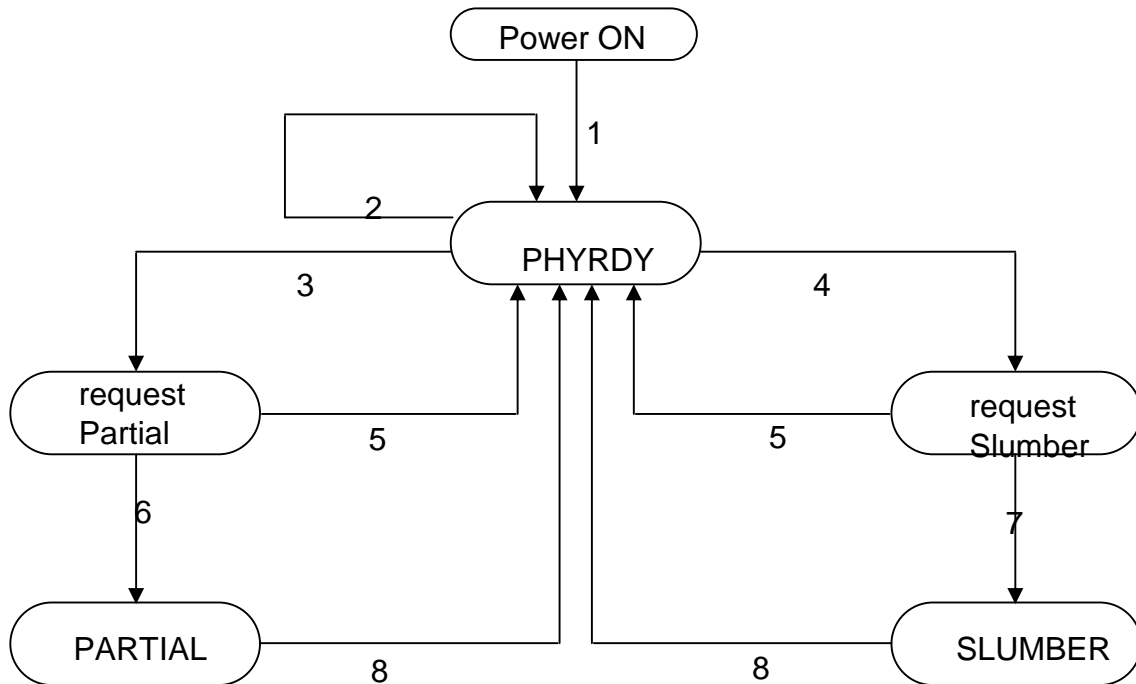 Power ON
1
2
PHYRDY
3
4
request
Partial
request
Slumber
5
5
6
7
PARTIAL
SLUMBER
8
8